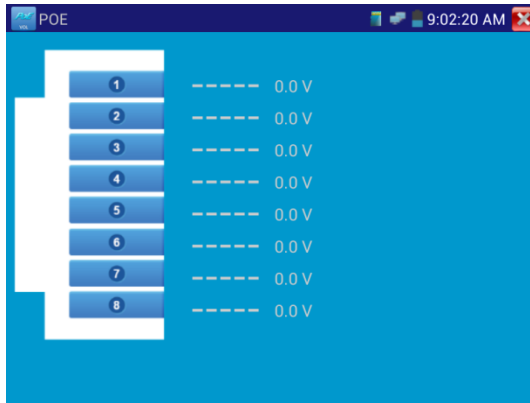 POE 9:02:20 AM
1 ----- 0.0 V
2 ----- 0.0 V
3 ----- 0.0 V
4 ----- 0.0 V
5 ----- 0.0 V
6 ----- 0.0 V
7 ----- 0.0 V
8 ----- 0.0 V